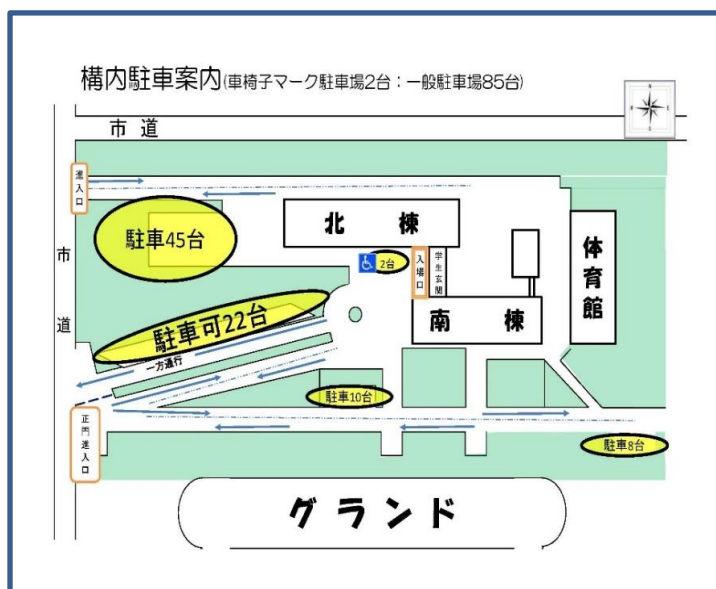 構内駐車案内(車椅子マーク駐車場2台:一般駐車場85台)
市道
進入口
駐車45台
北棟
2台
入場口
学生玄関
体育館
市道
駐車可22台
南棟
一方通行
駐車10台
正門進入口
駐車8台
グランド